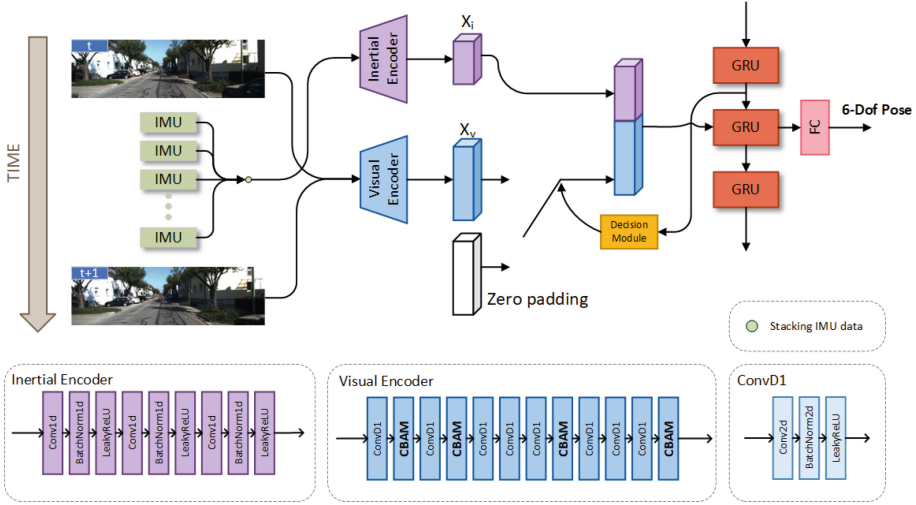 TIME
t
IMU
IMU
IMU
IMU
t+1
Inertial
Encoder
Visual
Encoder
Xi
Xv
Zero padding
Decision
Module
GRU
GRU
GRU
FC
6-Dof Pose
Stacking IMU data
Inertial Encoder
Conv1d
BatchNorm1d
LeakyReLU
Conv1d
BatchNorm1d
LeakyReLU
Conv1d
BatchNorm1d
LeakyReLU
Visual Encoder
ConvD1
CBAM
ConvD1
CBAM
ConvD1
ConvD1
ConvD1
CBAM
ConvD1
ConvD1
ConvD1
CBAM
ConvD1
Conv2d
BatchNorm2d
LeakyReLU